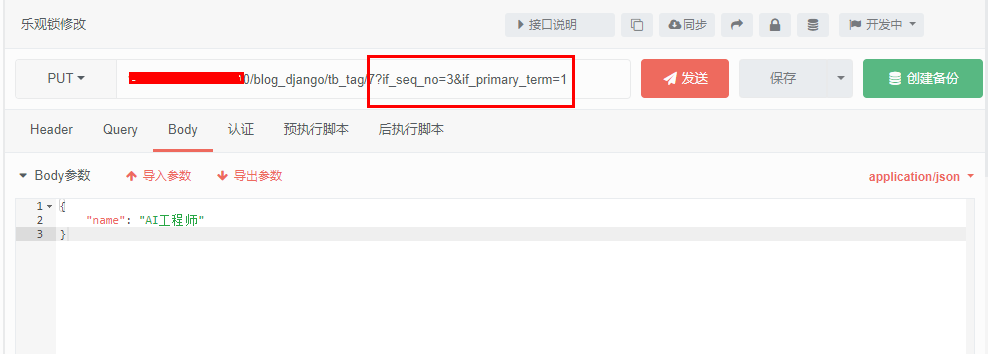 乐观锁修改
接口说明 同步 开发中
PUT 0/blog_django/tb_tag/7?if_seq_no=3&if_primary_term=1 发送 保存 创建备份
Header Query Body 认证 预执行脚本 后执行脚本
Body参数 导入参数 导出参数 application/json
1 {
2 "name": "AI工程师"
3 }